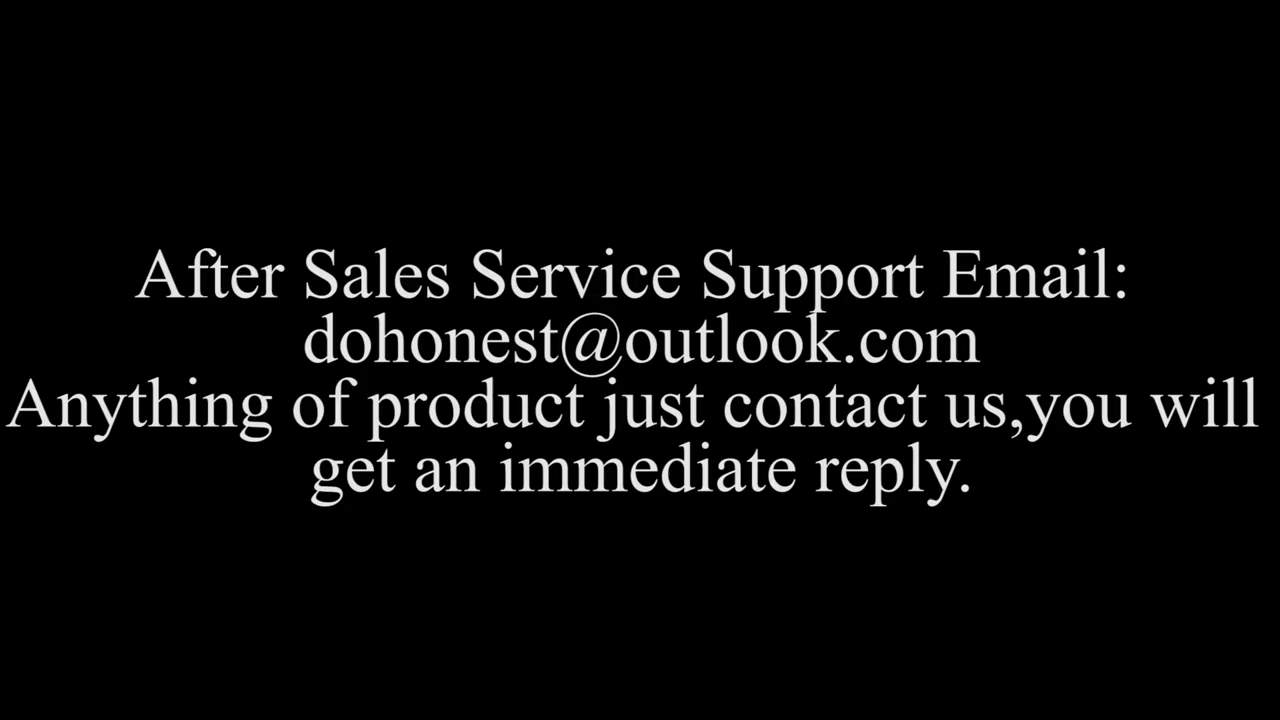 After Sales Service Support Email:
dohonest@outlook.com
Anything of product just contact us,you will
get an immediate reply.